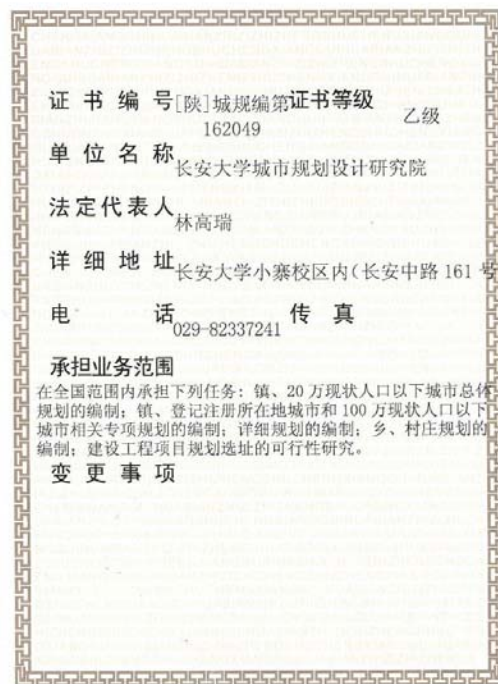 证书编号[陕]城规编第证书等级 乙级
162049
单位名称长安大学城市规划设计研究院
法定代表人林高瑞
详细地址长安大学小寨校区内(长安中路 161 号
电话029-82337241 传真
承担业务范围
在全国范围内承担下列任务：镇、20 万现状人口以下城市总体
规划的编制；镇、登记注册所在地城市和 100 万现状人口以下
城市相关专项规划的编制；详细规划的编制；乡、村庄规划的
编制；建设工程项目规划选址的可行性研究。
变更事项